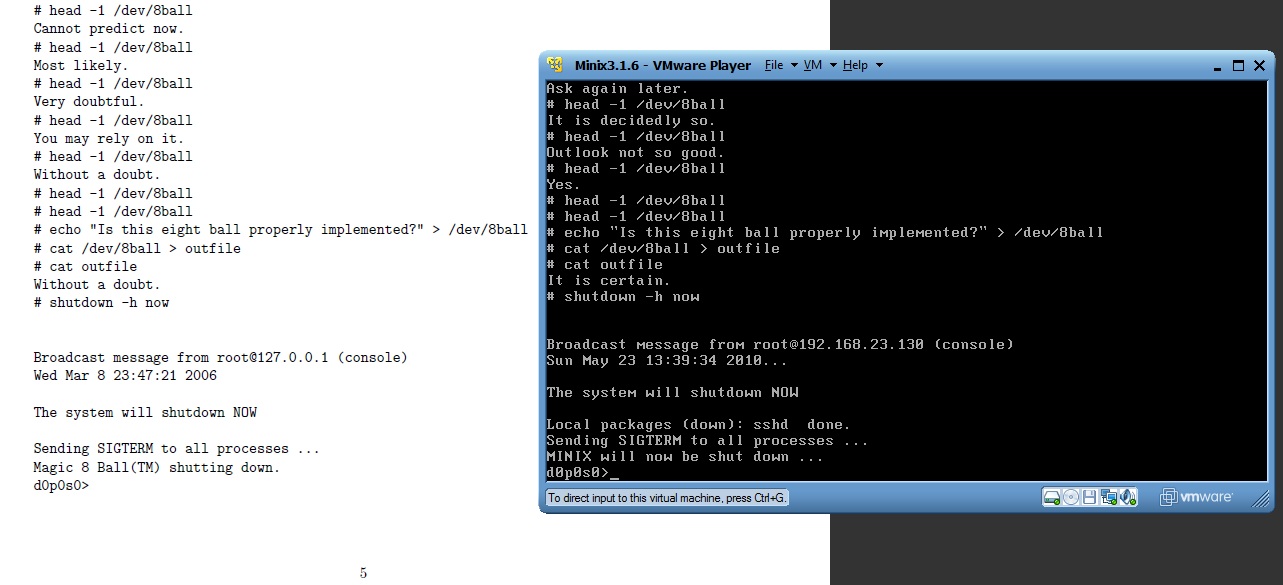 # head -1 /dev/8ball
Cannot predict now.
# head -1 /dev/8ball
Most likely.
# head -1 /dev/8ball
Very doubtful.
# head -1 /dev/8ball
You may rely on it.
# head -1 /dev/8ball
Without a doubt.
# head -1 /dev/8ball
# head -1 /dev/8ball
# echo "Is this eight ball properly implemented?" > /dev/8ball
# cat /dev/8ball > outfile
# cat outfile
Without a doubt.
# shutdown -h now
Broadcast message from root@127.0.0.1 (console)
Wed Mar 8 23:47:21 2006
The system will shutdown NOW
Sending SIGTERM to all processes ...
Magic 8 Ball(TM) shutting down.
d0p0s0>
5
Minix3.1.6 - VMware Player File VM Help
Ask again later.
# head -1 /dev/8ball
It is decidedly so.
# head -1 /dev/8ball
Outlook not so good.
# head -1 /dev/8ball
Yes.
# head -1 /dev/8ball
# head -1 /dev/8ball
# echo "Is this eight ball properly implemented?" > /dev/8ball
# cat /dev/8ball > outfile
# cat outfile
It is certain.
# shutdown -h now
Broadcast message from root@192.168.23.130 (console)
Sun May 23 13:39:34 2010...
The system will shutdown NOW
Local packages (down): sshd  done.
Sending SIGTERM to all processes ...
MINIX will now be shut down ...
d0p0s0>_
To direct input to this virtual machine, press Ctrl+G.
vmware